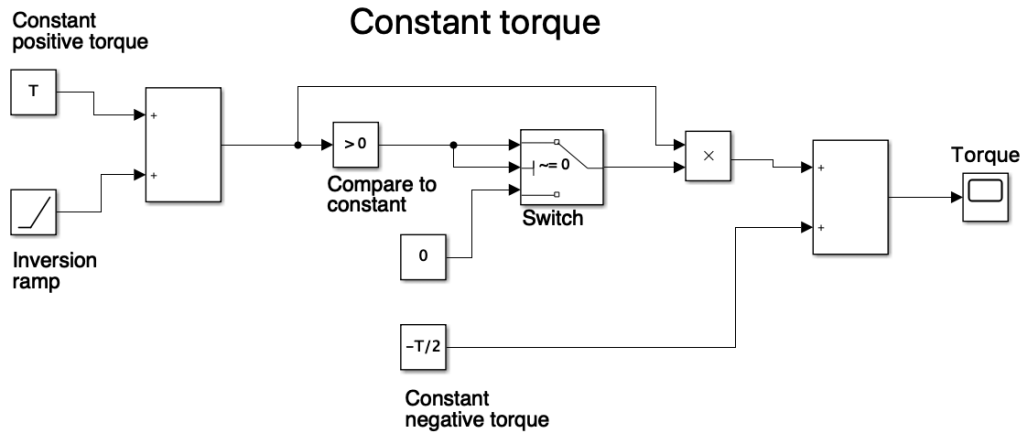 Constant torque
Constant
positive torque
T
+
+
Inversion
ramp
> 0
Compare to
constant
~= 0
Switch
0
×
−T/2
Constant
negative torque
+
+
Torque